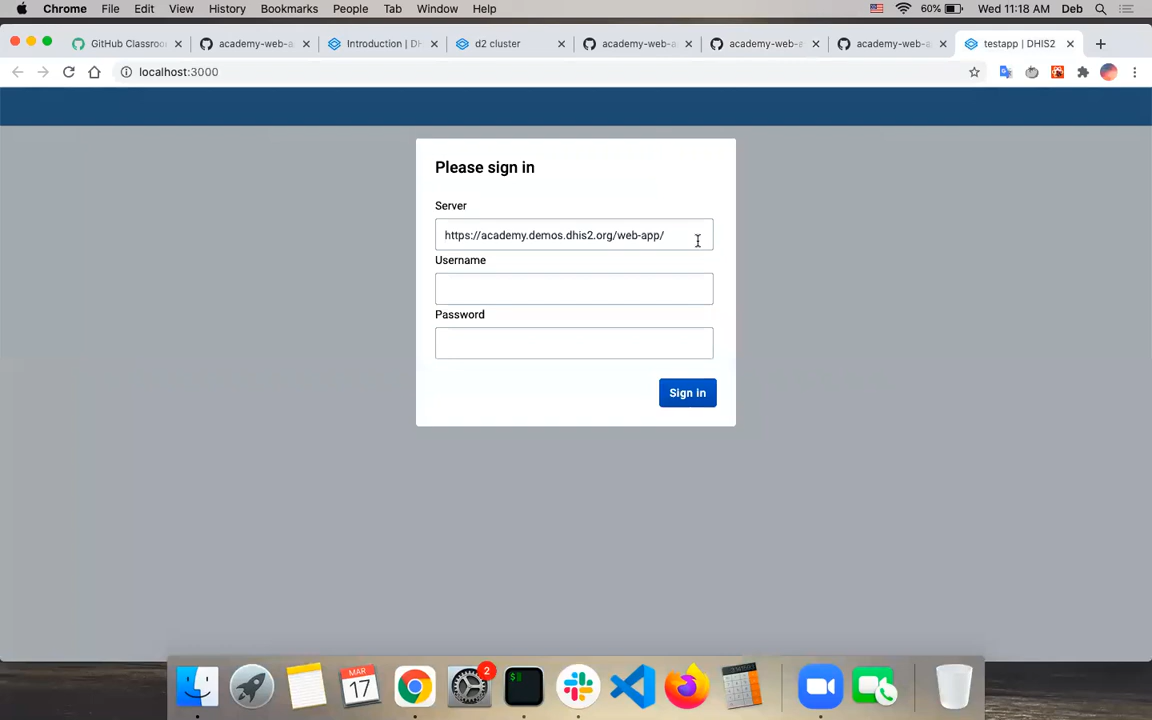 Chrome File Edit View History Bookmarks People Tab Window Help 60% Wed 11:18 AM Deb
GitHub Classroo academy-web-a Introduction | DH d2 cluster academy-web-a academy-web-a academy-web-a testapp | DHIS2
localhost:3000
Please sign in
Server
https://academy.demos.dhis2.org/web-app/
Username
Password
Sign in
MAR
17
2
$